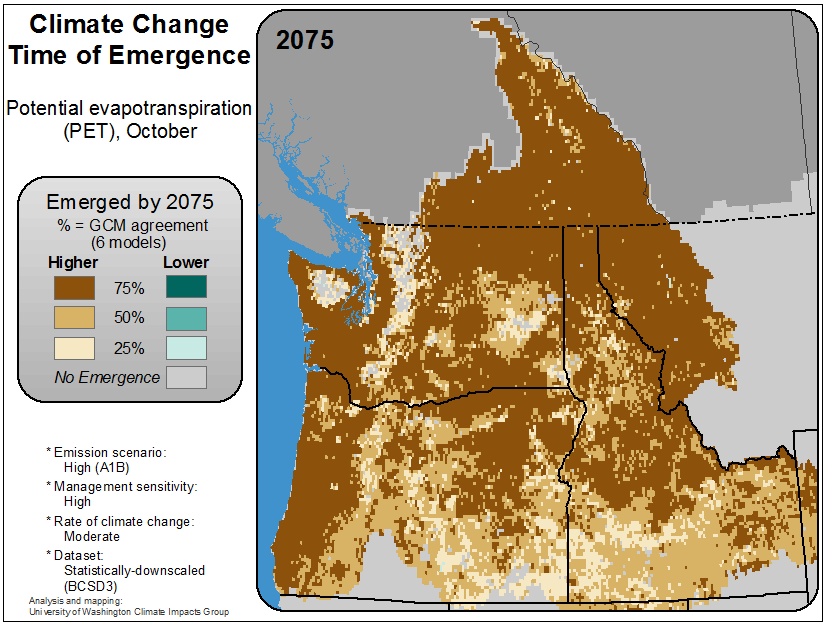 Climate Change
Time of Emergence
Potential evapotranspiration
(PET), October
2075
Emerged by 2075
% = GCM agreement
(6 models)
Higher Lower
75%
50%
25%
No Emergence
* Emission scenario:
High (A1B)
* Management sensitivity:
High
* Rate of climate change:
Moderate
* Dataset:
Statistically-downscaled
(BCSD3)
Analysis and mapping:
University of Washington Climate Impacts Group